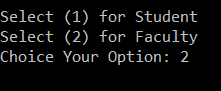 Select (1) for Student
Select (2) for Faculty
Choice Your Option: 2